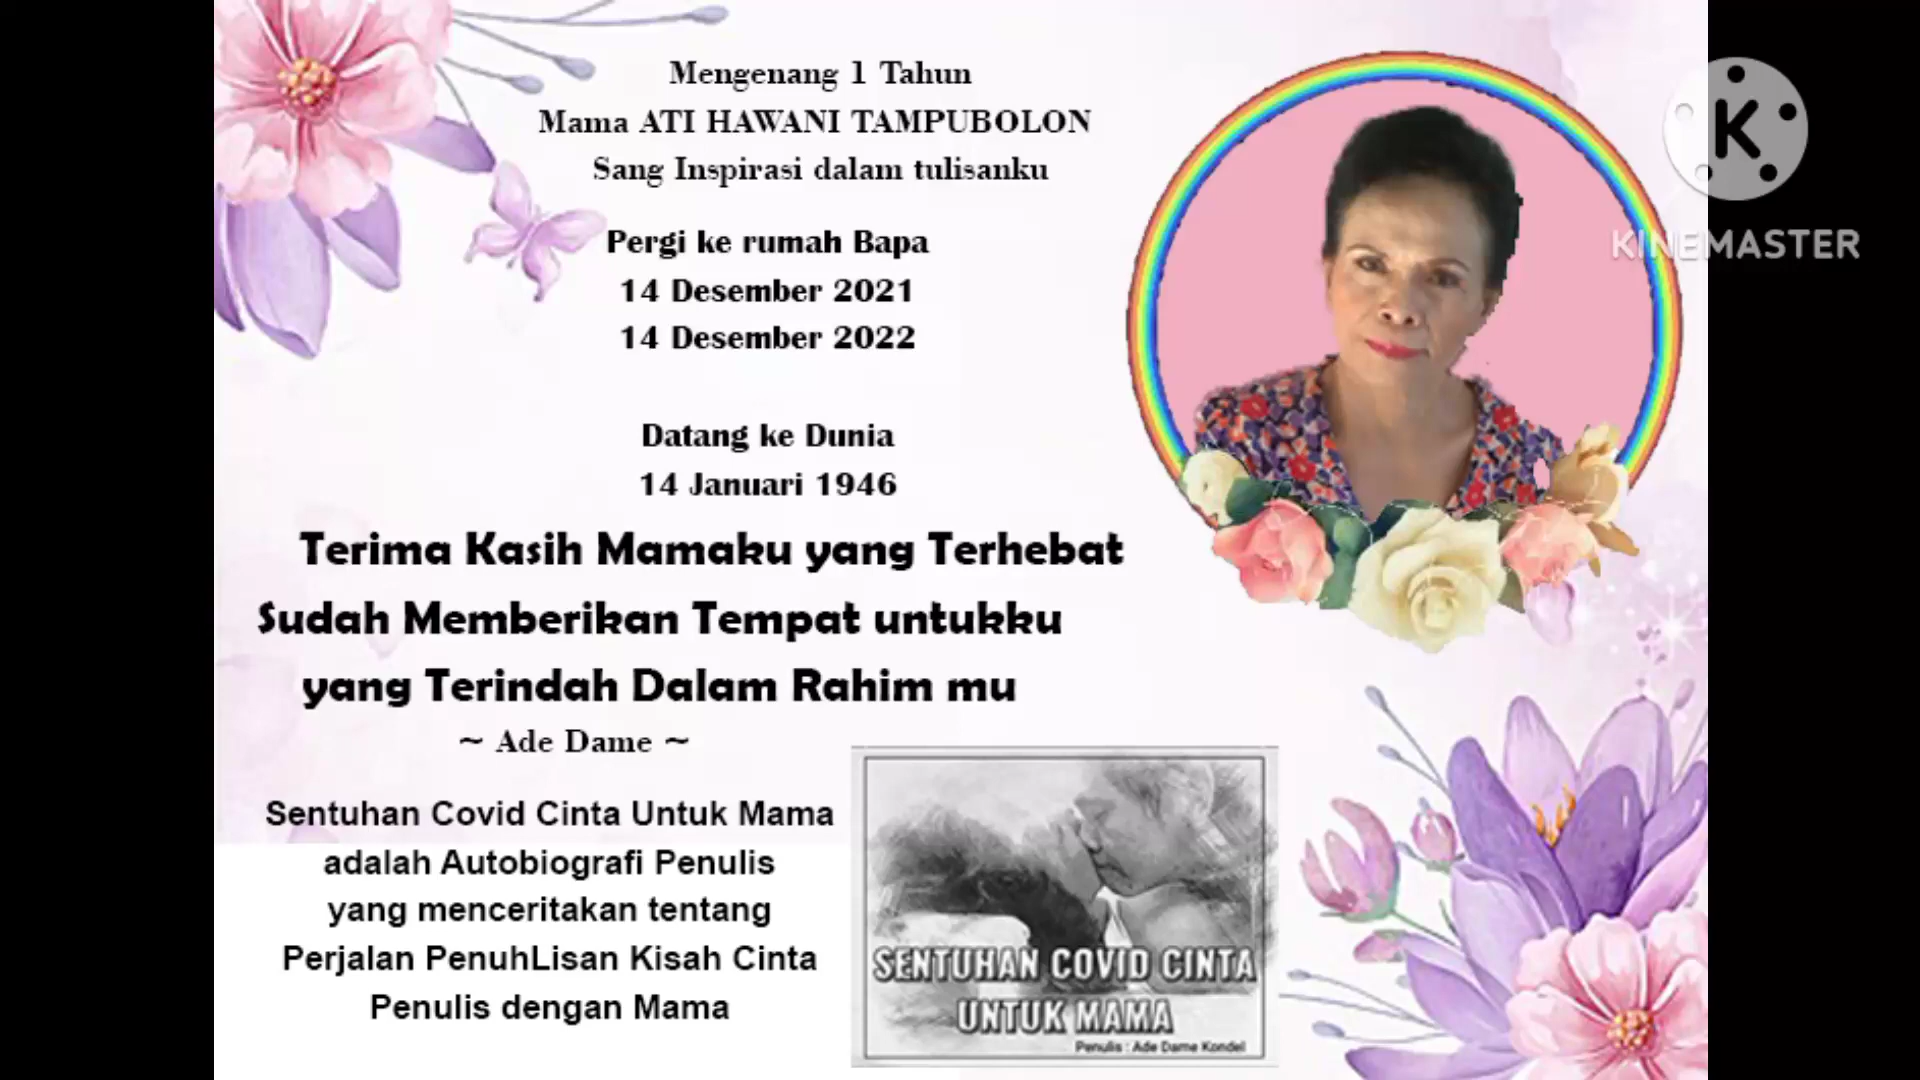 Mengenang 1 Tahun
Mama ATI HAWANI TAMPUBOLON
Sang Inspirasi dalam tulisanku
Pergi ke rumah Bapa
14 Desember 2021
14 Desember 2022
Datang ke Dunia
14 Januari 1946
Terima Kasih Mamaku yang Terhebat
Sudah Memberikan Tempat untukku
yang Terindah Dalam Rahim mu
~ Ade Dame ~
Sentuhan Covid Cinta Untuk Mama
adalah Autobiografi Penulis
yang menceritakan tentang
Perjalan PenuhLisan Kisah Cinta
Penulis dengan Mama
SENTUHAN COVID CINTA
UNTUK MAMA
Penulis : Ade Dame Kondel
K
KINEMASTER